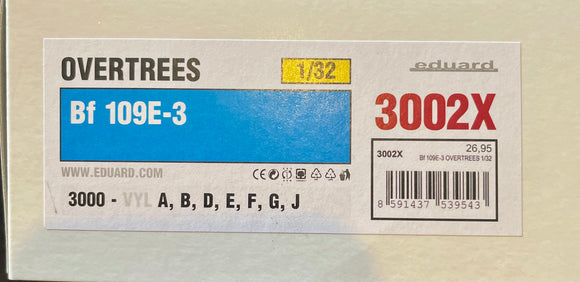 OVERTREES
1/32
eduard
Bf 109E-3
3002X
3002X
26,95
Bf 109E-3 OVERTREES 1/32
WWW.EDUARD.COM
CE
3000 - VYL A, B, D, E, F, G, J
8 591437 539543